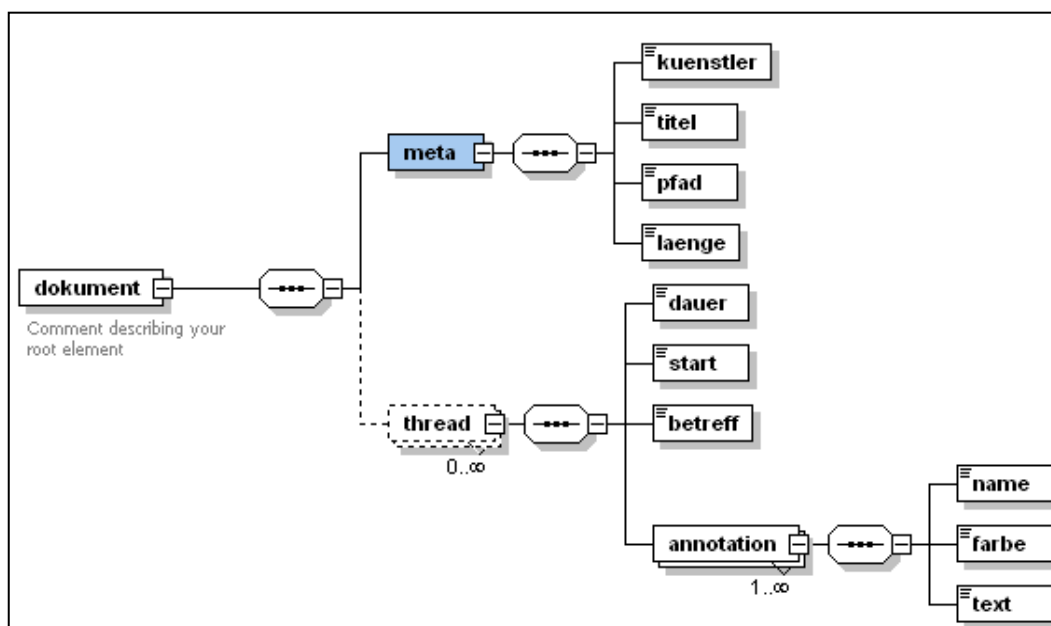 kuenstler
titel
meta
pfad
laenge
dokument
Comment describing your
root element
dauer
start
thread
betreff
0..∞
name
annotation
farbe
1..∞
text